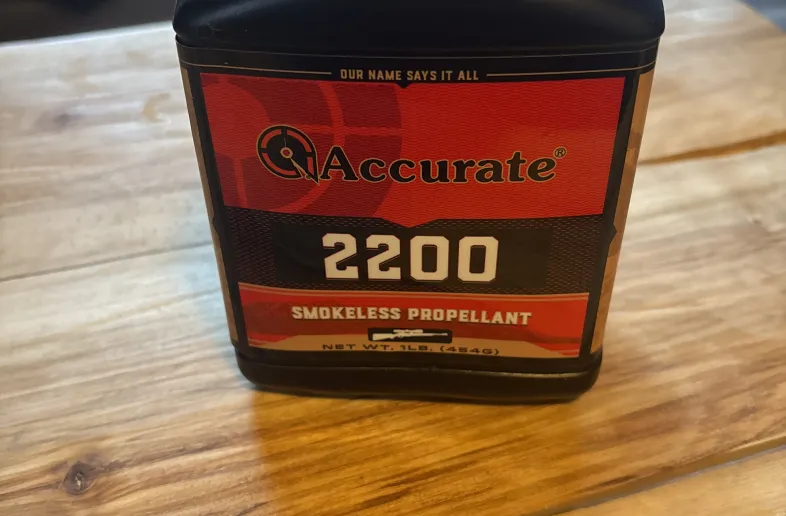 OUR NAME SAYS IT ALL
Accurate®
2200
SMOKELESS PROPELLANT
NET WT. 1LB. (454G)